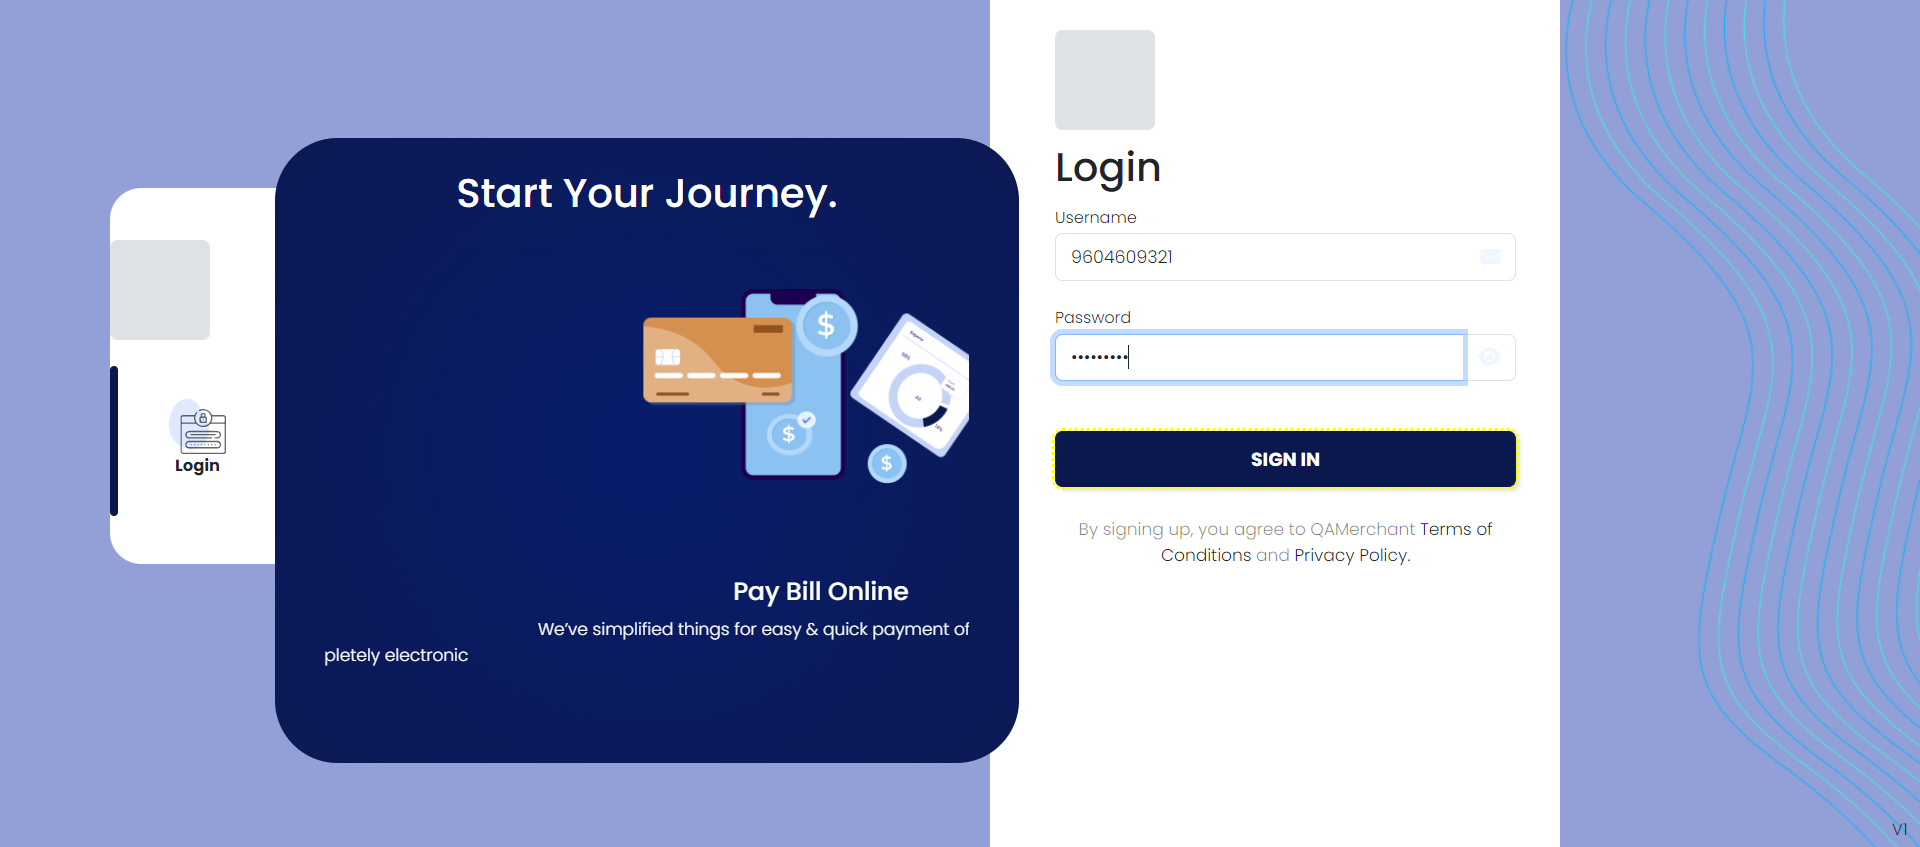 Start Your Journey.
Login
Pay Bill Online
We've simplified things for easy & quick payment of
pletely electronic
Login
Username
9604609321
Password
SIGN IN
By signing up, you agree to QAMerchant Terms of
Conditions and Privacy Policy.
V1